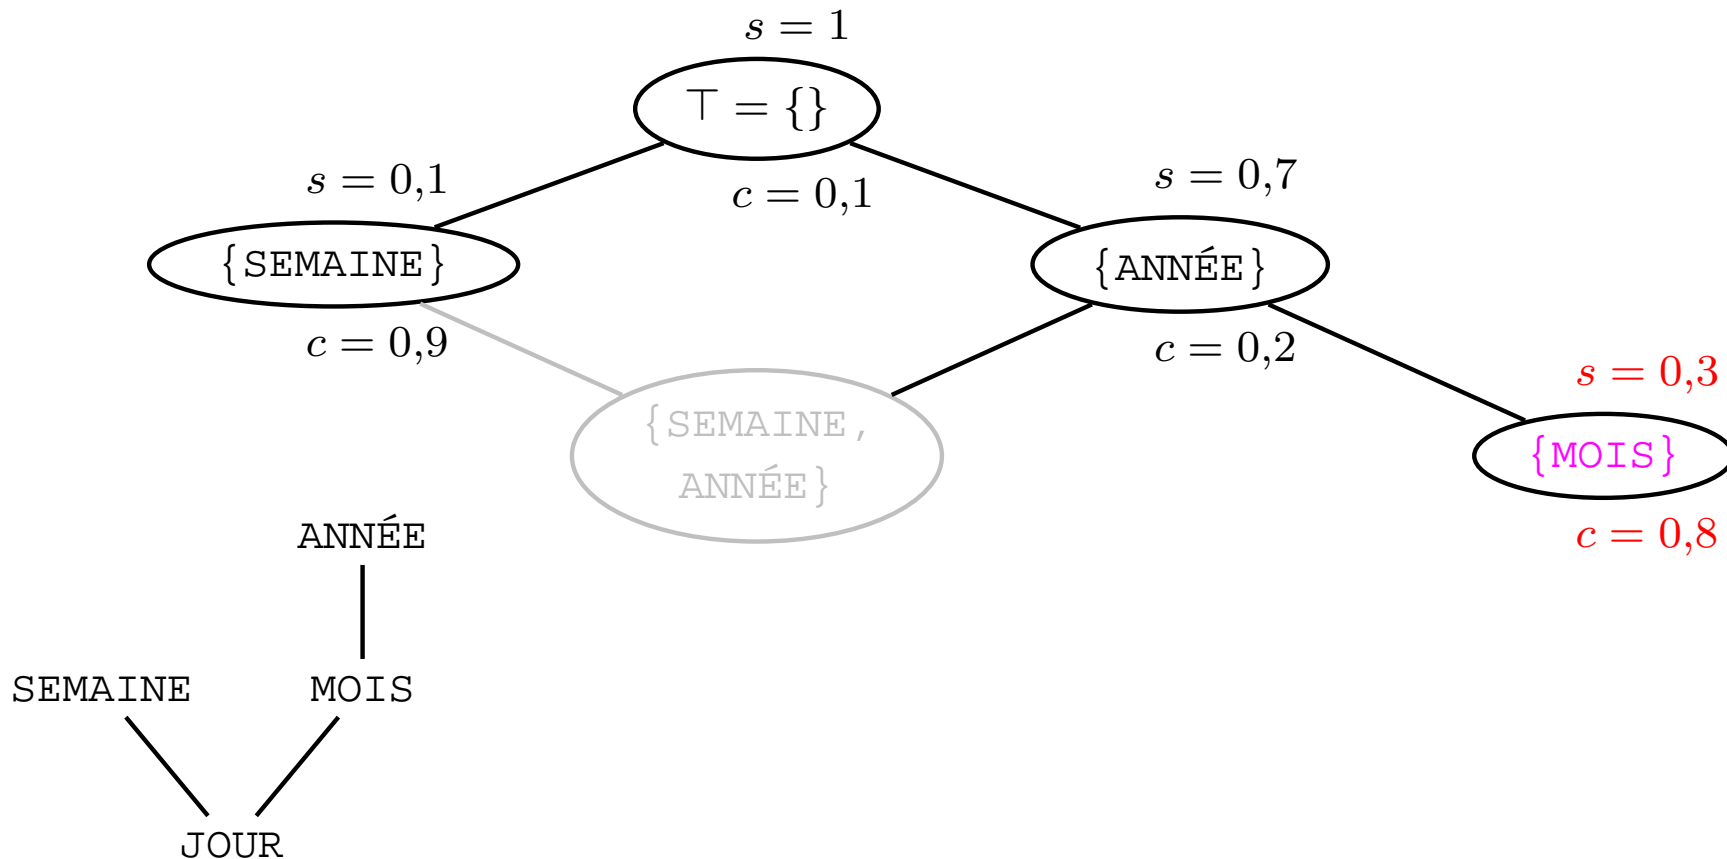 s = 1
⊤ = {}
s = 0,1
c = 0,1
s = 0,7
{SEMAINE}
{ANNÉE}
c = 0,9
c = 0,2
s = 0,3
{SEMAINE,
ANNÉE}
{MOIS}
c = 0,8
ANNÉE
SEMAINE
MOIS
JOUR